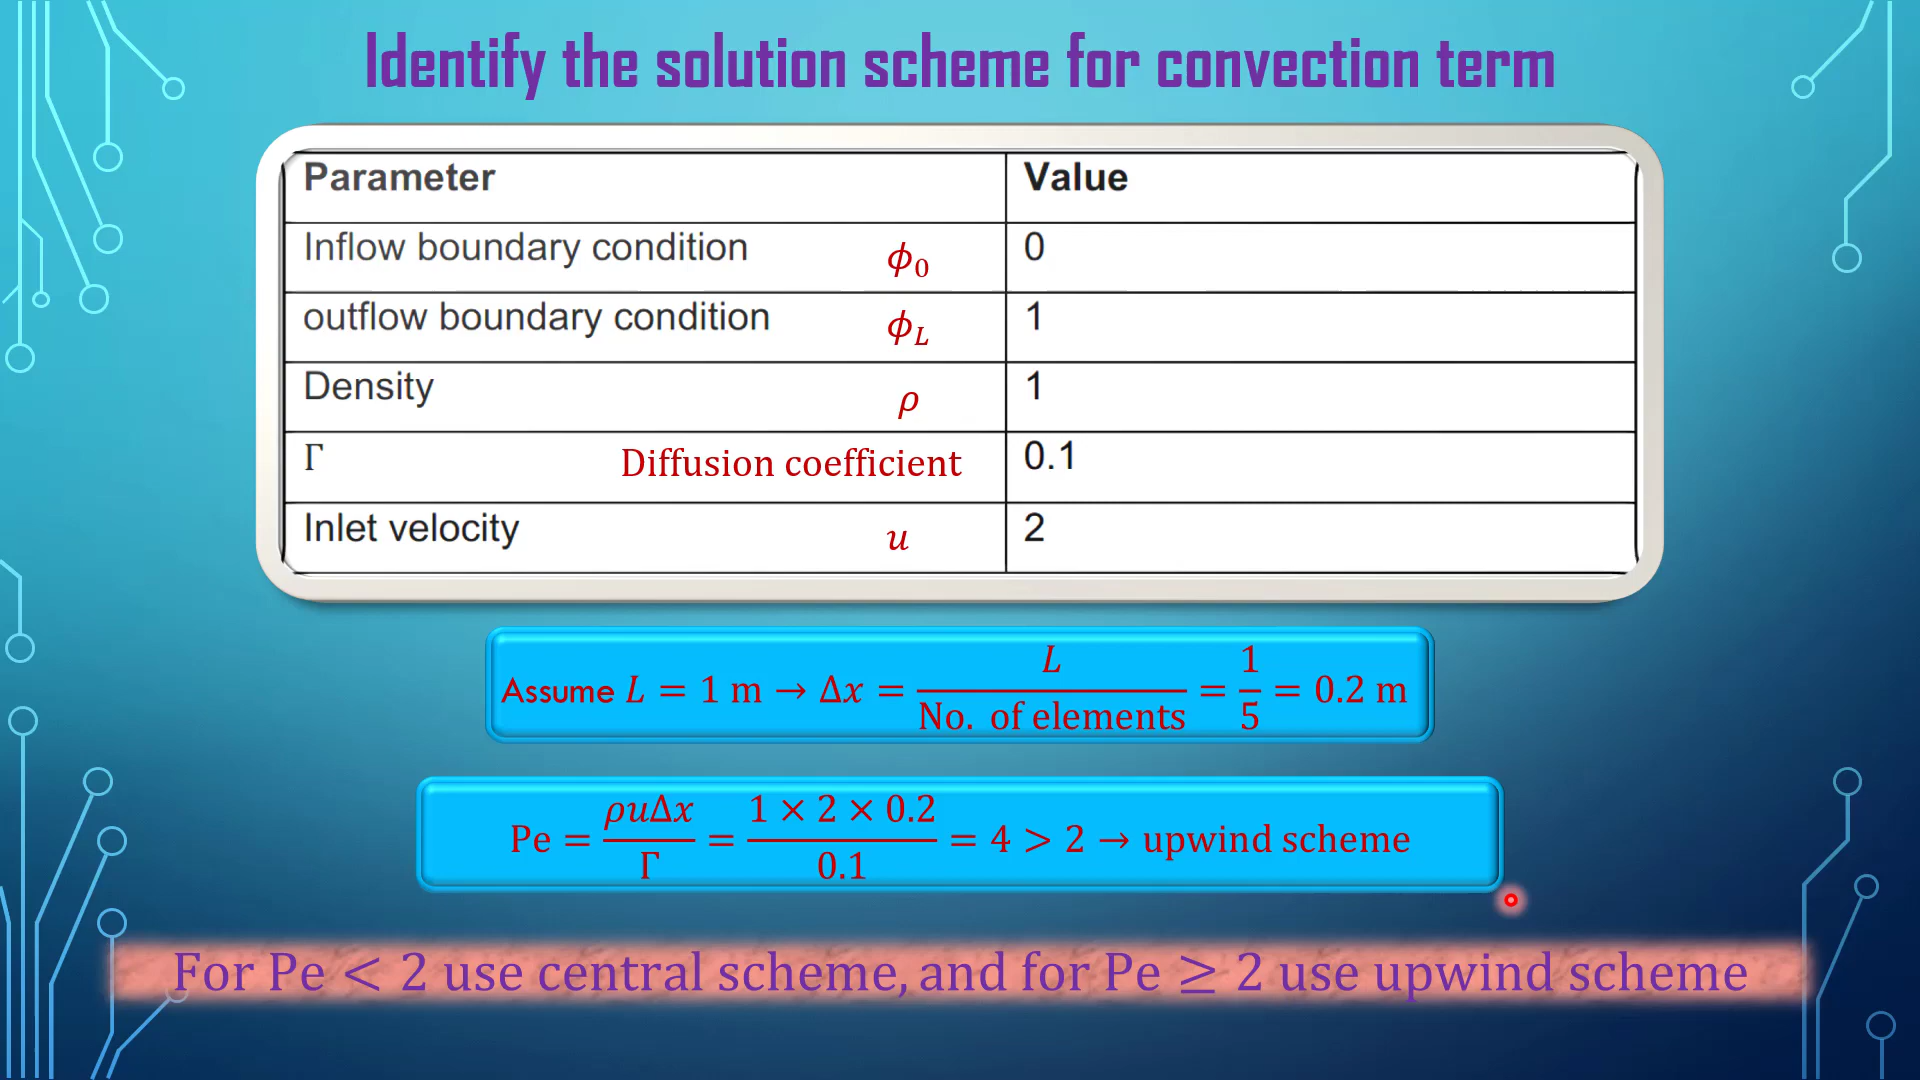 Identify the solution scheme for convection term
Parameter Value
Inflow boundary condition ϕ₀ 0
outflow boundary condition ϕ_L 1
Density ρ 1
Γ Diffusion coefficient 0.1
Inlet velocity u 2
Assume L = 1 m → Δx = L / No. of elements = 1/5 = 0.2 m
Pe = ρuΔx / Γ = 1 × 2 × 0.2 / 0.1 = 4 > 2 → upwind scheme
For Pe < 2 use central scheme, and for Pe ≥ 2 use upwind scheme